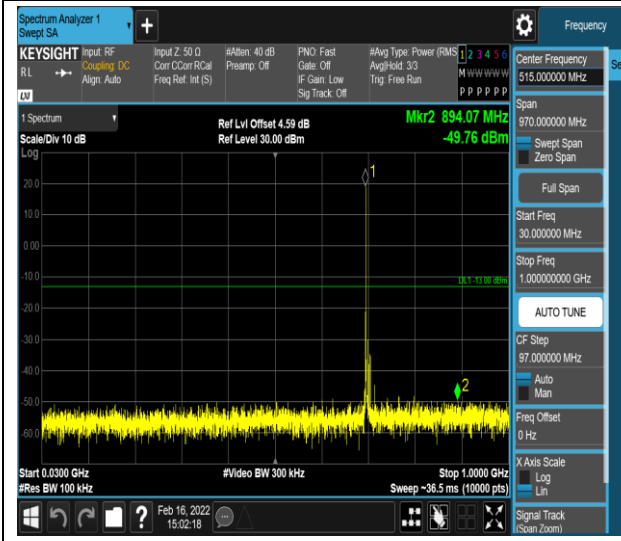 Spectrum Analyzer 1
Swept SA
+
Frequency
KEYSIGHT
RL
Input: RF
Coupling: DC
Align: Auto
Input Z: 50 Ω
Corr CCorr RCal
Freq Ref: Int (S)
#Atten: 40 dB
Preamp: Off
PNO: Fast
Gate: Off
IF Gain: Low
Sig Track: Off
#Avg Type: Power (RMS
Avg|Hold: 3/3
Trig: Free Run
1 2 3 4 5 6
M W W W W W
P P P P P P
LXI
1 Spectrum
Scale/Div 10 dB
Log
Ref Lvl Offset 4.59 dB
Ref Level 30.00 dBm
Mkr2 894.07 MHz
-49.76 dBm
1
20.0
10.0
0.00
-10.0
DL1 -13.00 dBm
-20.0
-30.0
-40.0
2
-50.0
-60.0
Start 0.0300 GHz
#Res BW 100 kHz
#Video BW 300 kHz
Stop 1.0000 GHz
Sweep ~36.5 ms (10000 pts)
Feb 16, 2022
15:02:18
?
Center Frequency
515.000000 MHz
Se
Span
970.000000 MHz
Swept Span
Zero Span
Full Span
Start Freq
30.000000 MHz
Stop Freq
1.000000000 GHz
AUTO TUNE
CF Step
97.000000 MHz
Auto
Man
Freq Offset
0 Hz
X Axis Scale
Log
Lin
Signal Track
(Span Zoom)